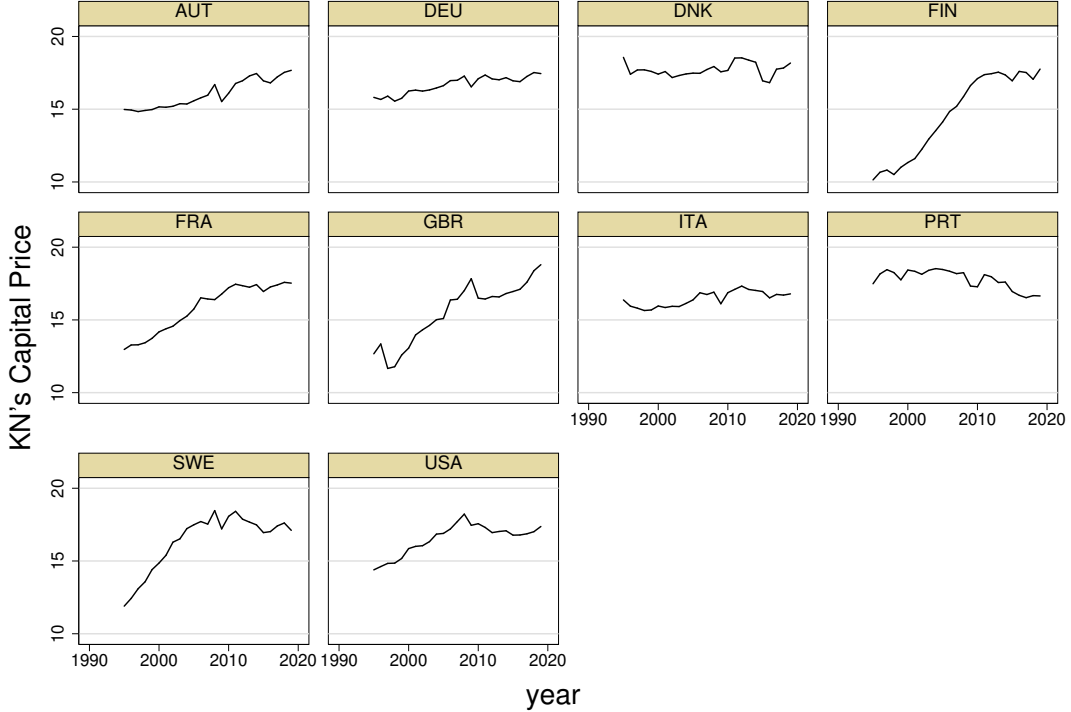 AUT DEU DNK FIN
20
15
10
FRA GBR ITA PRT
20
15
10
1990 2000 2010 2020 1990 2000 2010 2020
SWE USA
20
15
10
1990 2000 2010 2020 1990 2000 2010 2020
KN's Capital Price
year